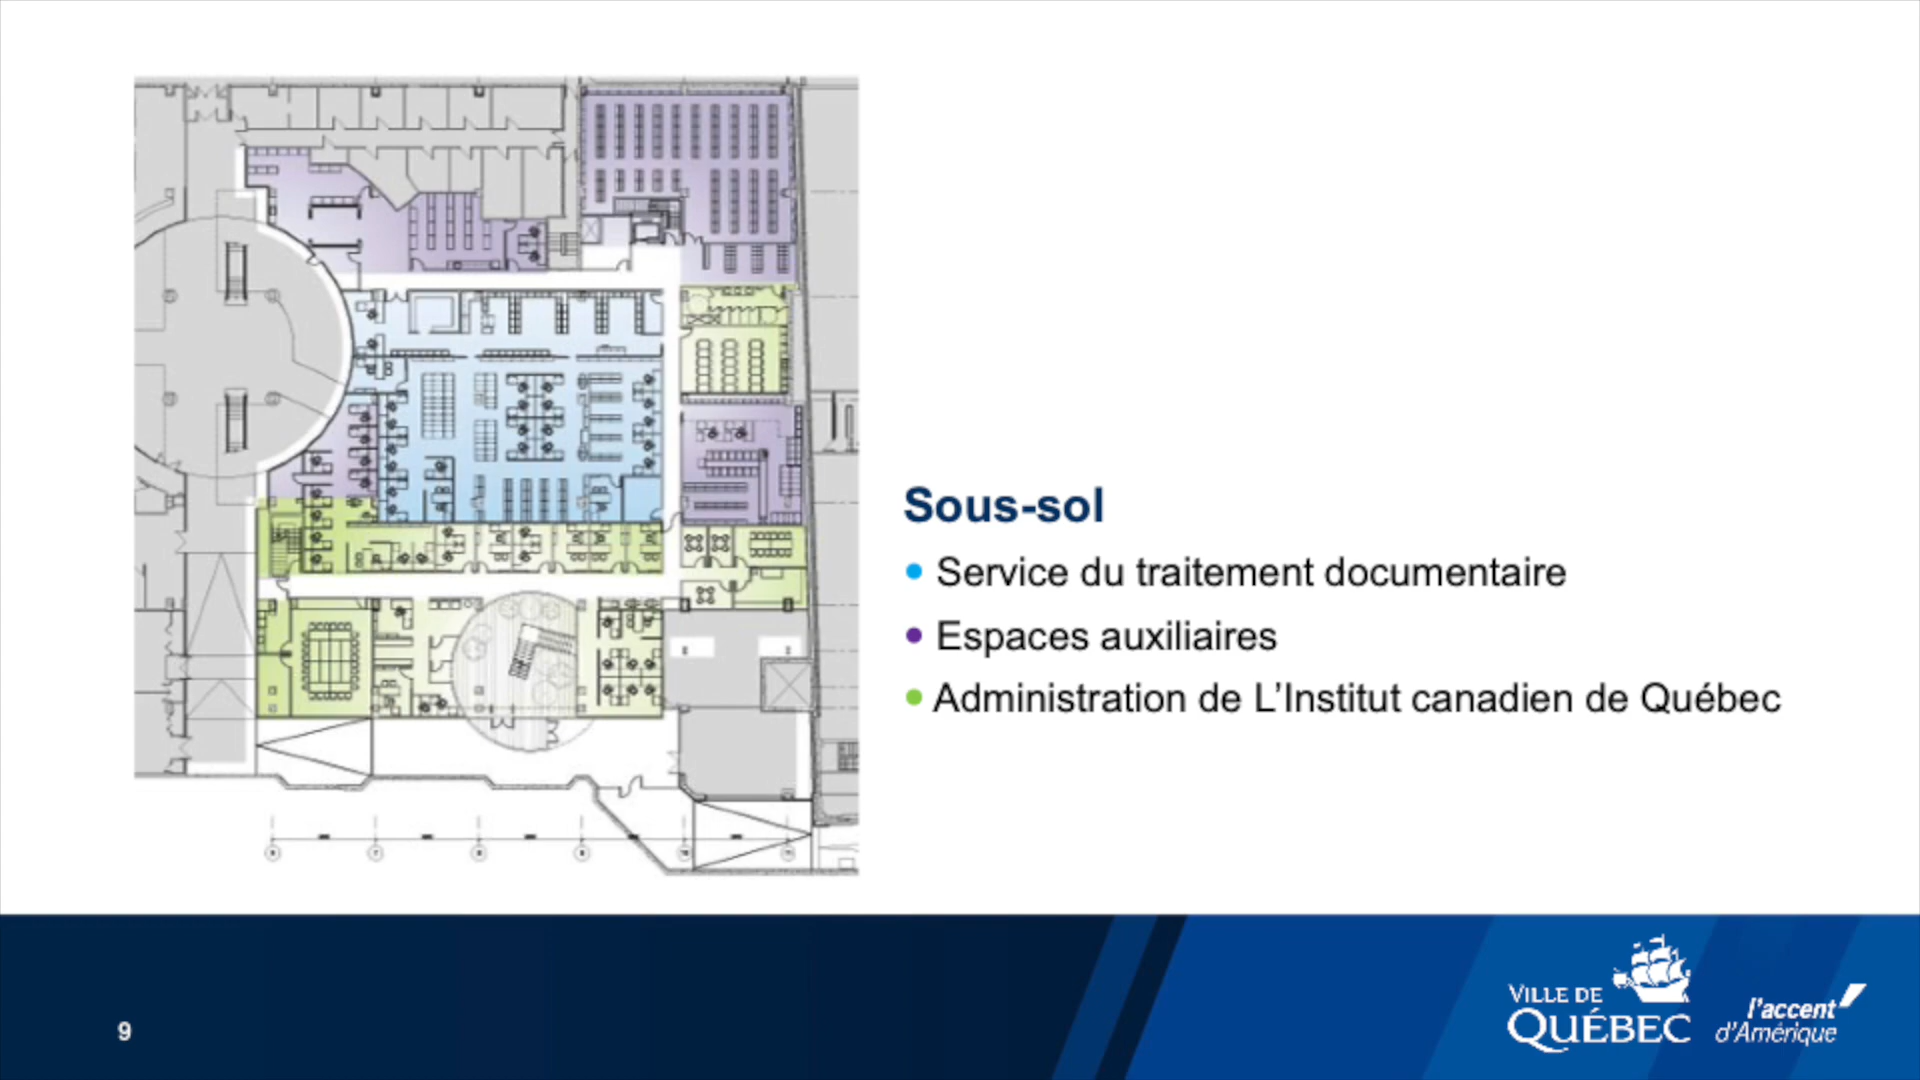 Sous-sol
Service du traitement documentaire
Espaces auxiliaires
Administration de L’Institut canadien de Québec
9
VILLE DE
QUÉBEC
l'accent
d'Amérique